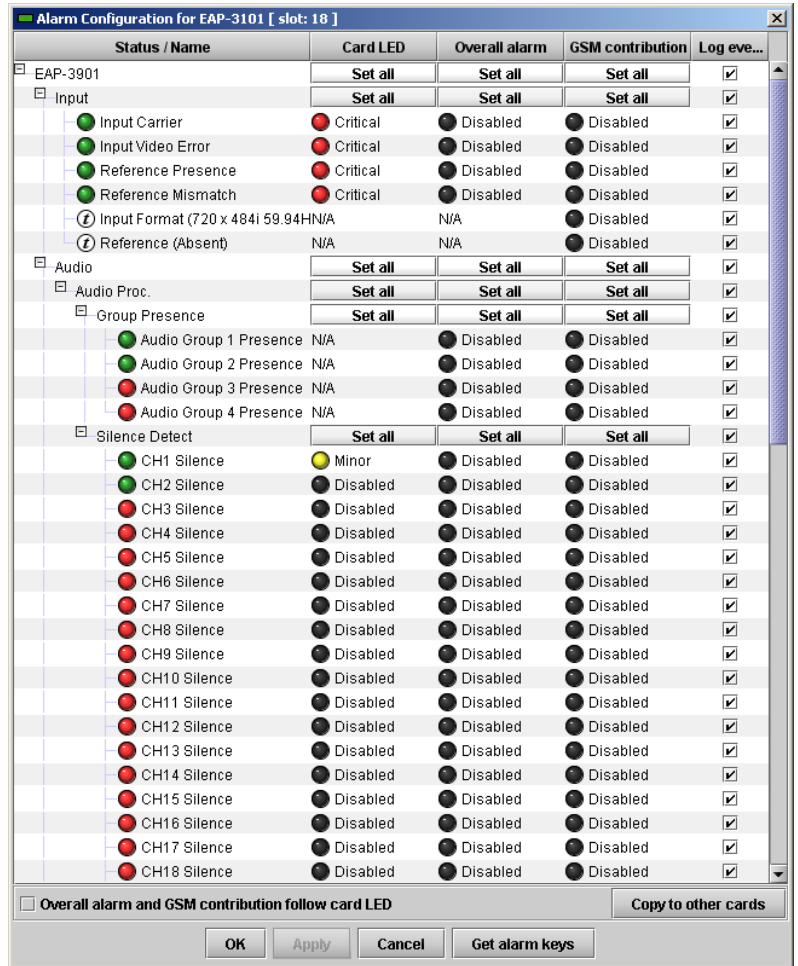 Alarm Configuration for EAP-3101 [ slot: 18 ]
Status / Name Card LED Overall alarm GSM contribution Log eve...
EAP-3901 Set all Set all Set all
Input Set all Set all Set all
Input Carrier Critical Disabled Disabled
Input Video Error Critical Disabled Disabled
Reference Presence Critical Disabled Disabled
Reference Mismatch Critical Disabled Disabled
t Input Format (720 x 484i 59.94H N/A N/A Disabled
t Reference (Absent) N/A N/A Disabled
Audio Set all Set all Set all
Audio Proc. Set all Set all Set all
Group Presence Set all Set all Set all
Audio Group 1 Presence N/A Disabled Disabled
Audio Group 2 Presence N/A Disabled Disabled
Audio Group 3 Presence N/A Disabled Disabled
Audio Group 4 Presence N/A Disabled Disabled
Silence Detect Set all Set all Set all
CH1 Silence Minor Disabled Disabled
CH2 Silence Disabled Disabled Disabled
CH3 Silence Disabled Disabled Disabled
CH4 Silence Disabled Disabled Disabled
CH5 Silence Disabled Disabled Disabled
CH6 Silence Disabled Disabled Disabled
CH7 Silence Disabled Disabled Disabled
CH8 Silence Disabled Disabled Disabled
CH9 Silence Disabled Disabled Disabled
CH10 Silence Disabled Disabled Disabled
CH11 Silence Disabled Disabled Disabled
CH12 Silence Disabled Disabled Disabled
CH13 Silence Disabled Disabled Disabled
CH14 Silence Disabled Disabled Disabled
CH15 Silence Disabled Disabled Disabled
CH16 Silence Disabled Disabled Disabled
CH17 Silence Disabled Disabled Disabled
CH18 Silence Disabled Disabled Disabled
Overall alarm and GSM contribution follow card LED Copy to other cards
OK Apply Cancel Get alarm keys